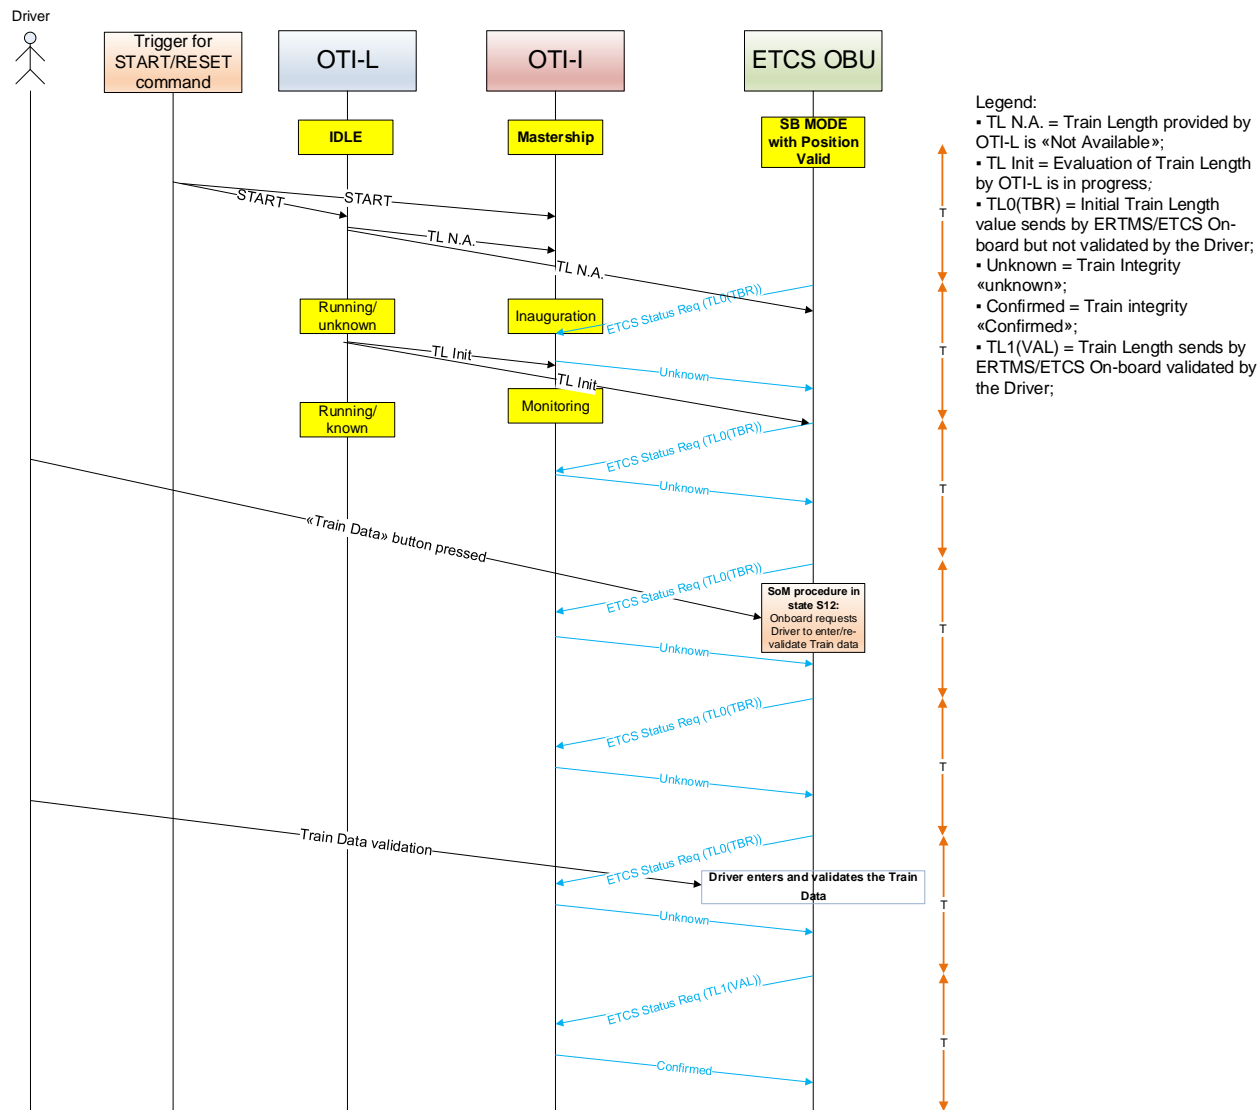 Driver
Trigger for
START/RESET
command
OTI-L
OTI-I
ETCS OBU
IDLE
Mastership
SB MODE
with Position
Valid
Legend:
▪ TL N.A. = Train Length provided by
OTI-L is «Not Available»;
▪ TL Init = Evaluation of Train Length
by OTI-L is in progress;
▪ TL0(TBR) = Initial Train Length
value sends by ERTMS/ETCS On-
board but not validated by the Driver;
▪ Unknown = Train Integrity
«unknown»;
▪ Confirmed = Train integrity
«Confirmed»;
▪ TL1(VAL) = Train Length sends by
ERTMS/ETCS On-board validated by
the Driver;
START
START
T
TL N.A.
TL N.A.
ETCS Status Req (TL0(TBR))
Running/
unknown
Inauguration
TL Init
T
Unknown
TL Init
Monitoring
Running/
known
ETCS Status Req (TL0(TBR))
Unknown
T
«Train Data» button pressed
ETCS Status Req (TL0(TBR))
SoM procedure in
state S12:
Onboard requests
Driver to enter/re-
validate Train data
T
Unknown
ETCS Status Req (TL0(TBR))
T
Unknown
Train Data validation
ETCS Status Req (TL0(TBR))
Driver enters and validates the Train
Data
T
Unknown
ETCS Status Req (TL1(VAL))
T
Confirmed